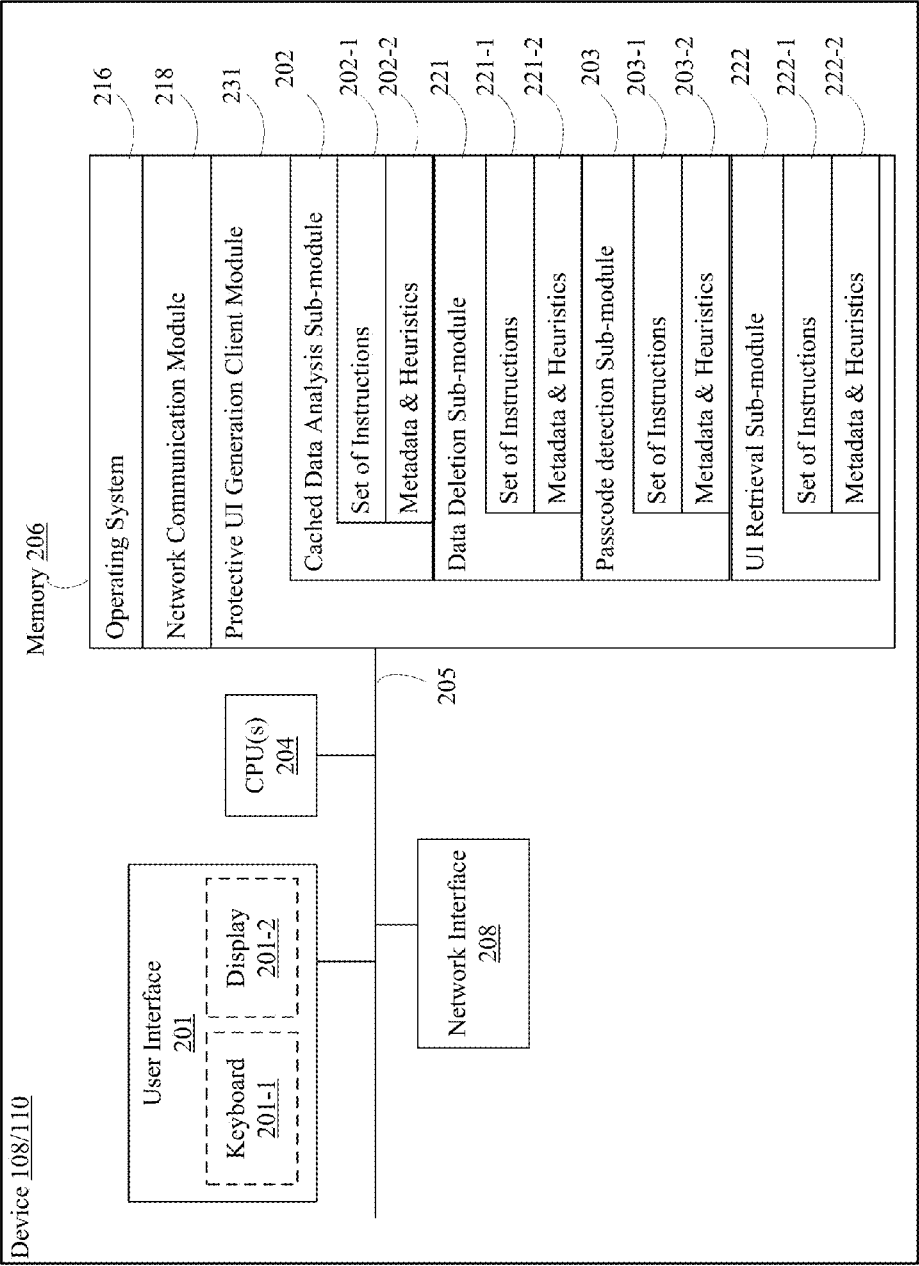 Device 108/110
User Interface
201
Keyboard
201-1
Display
201-2
CPU(s)
204
Network Interface
208
205
Memory 206
Operating System
216
Network Communication Module
218
Protective UI Generation Client Module
231
Cached Data Analysis Sub-module
202
Set of Instructions
202-1
Metadata & Heuristics
202-2
Data Deletion Sub-module
221
Set of Instructions
221-1
Metadata & Heuristics
221-2
Passcode detection Sub-module
203
Set of Instructions
203-1
Metadata & Heuristics
203-2
UI Retrieval Sub-module
222
Set of Instructions
222-1
Metadata & Heuristics
222-2